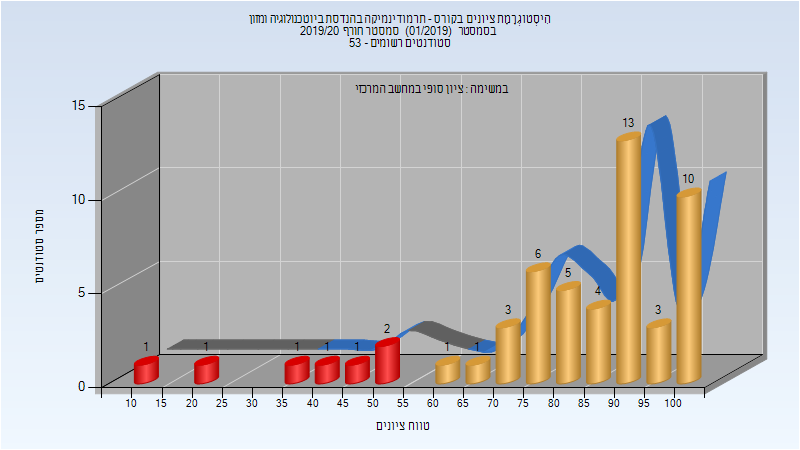 היסטוגרמת ציונים בקורס - תרמודינמיקה בהנדסת ביוטכנולוגיה ומזון
בסמסטר (01/2019) סמסטר חורף 2019/20
סטודנטים רשומים - 53
במשימה : ציון סופי במחשב המרכזי
מספר סטודנטים
15
10
5
0
1 1 1 1 1 2 1 1 3 6 5 4 13 3 10
10 15 20 25 30 35 40 45 50 55 60 65 70 75 80 85 90 95 100
טווח ציונים